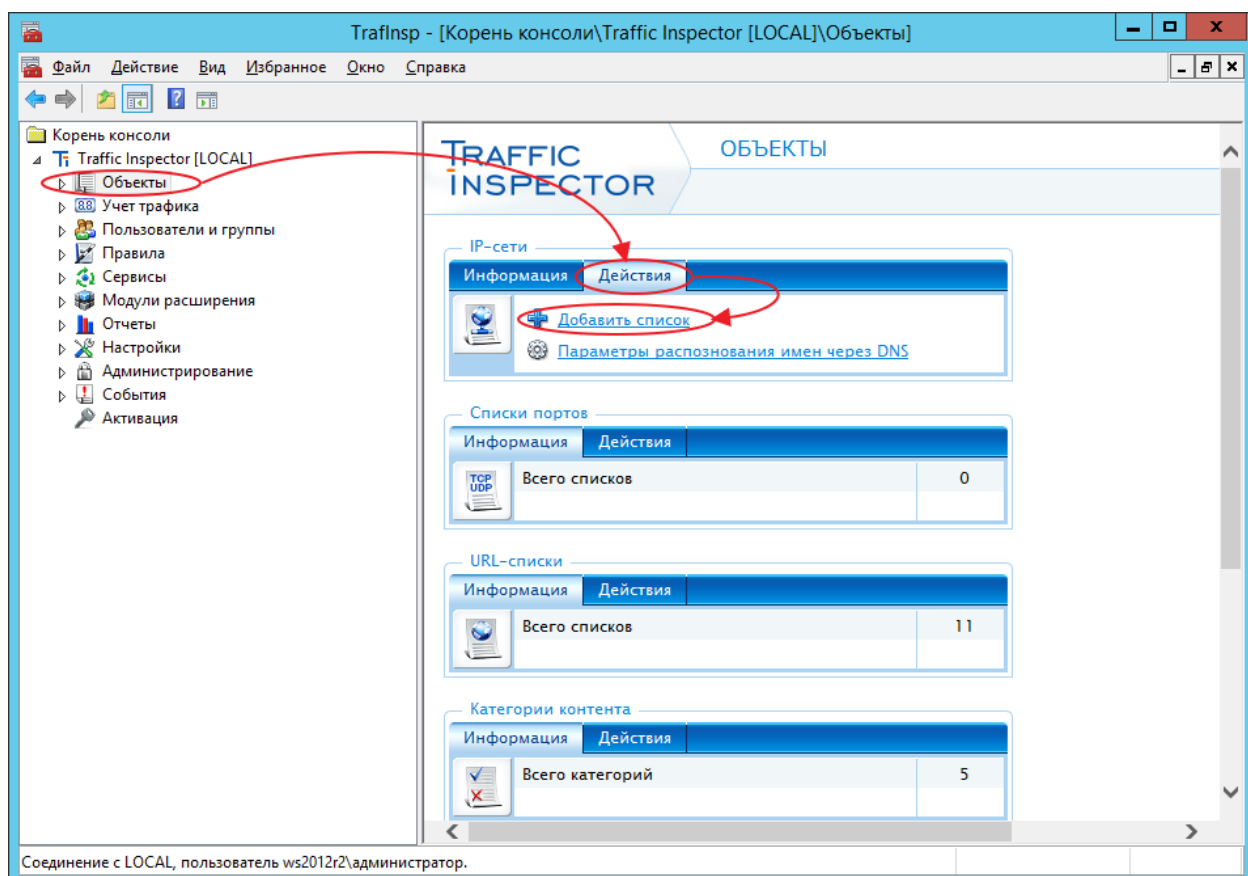 TrafInsp - [Корень консоли\Traffic Inspector [LOCAL]\Объекты]
Файл Действие Вид Избранное Окно Справка
Корень консоли
Traffic Inspector [LOCAL]
Объекты
Учет трафика
Пользователи и группы
Правила
Сервисы
Модули расширения
Отчеты
Настройки
Администрирование
События
Активация
TRAFFIC
INSPECTOR
ОБЪЕКТЫ
IP-сети
Информация Действия
Добавить список
Параметры распознования имен через DNS
Списки портов
Информация Действия
TCP
UDP
Всего списков 0
URL-списки
Информация Действия
Всего списков 11
Категории контента
Информация Действия
Всего категорий 5
Соединение с LOCAL, пользователь ws2012r2\администратор.